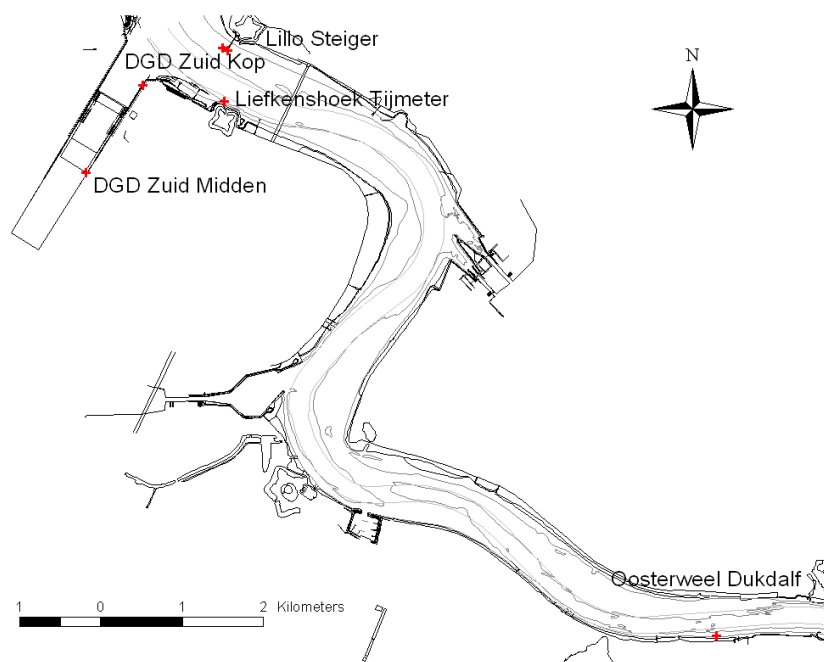 Lillo Steiger
N
DGD Zuid Kop
Liefkenshoek Tijmeter
DGD Zuid Midden
Oosterweel Dukdalf
1 0 1 2 Kilometers